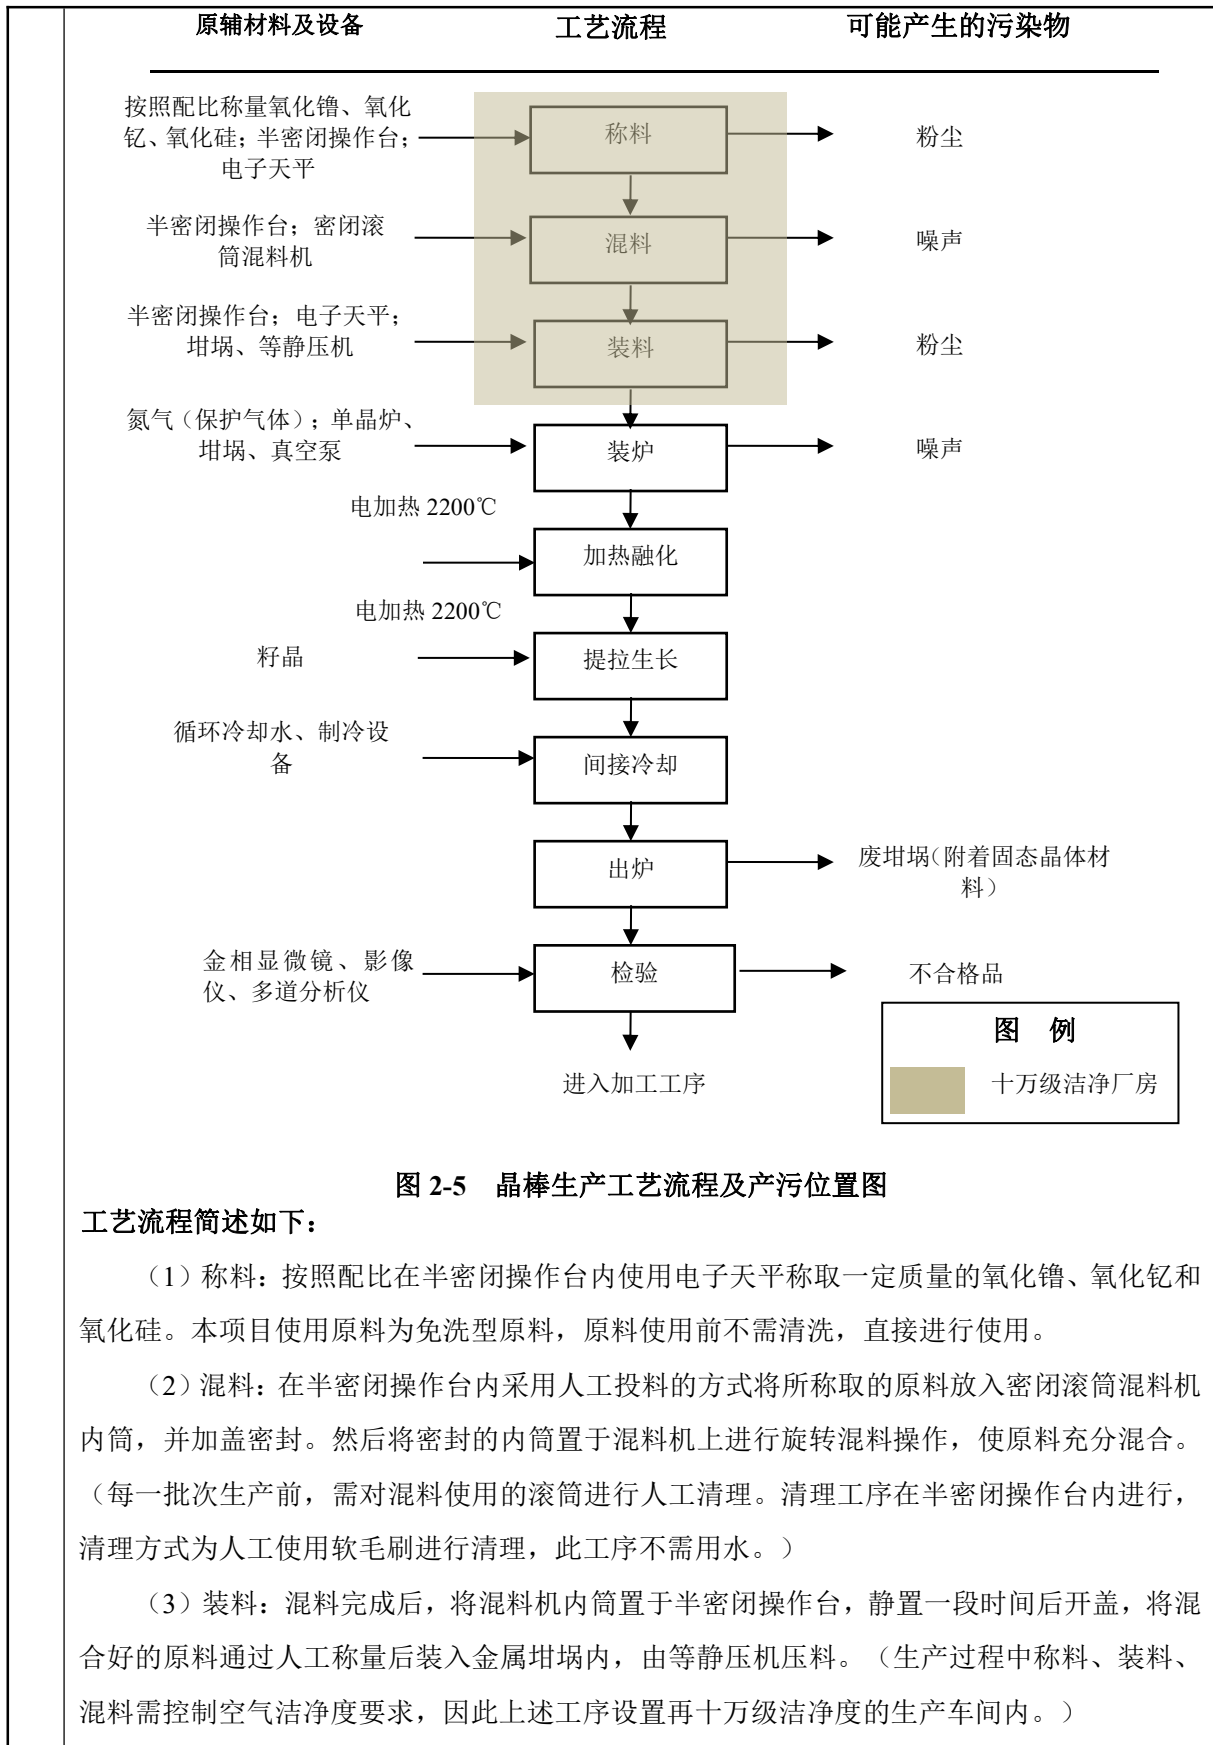 原辅材料及设备 工艺流程 可能产生的污染物
按照配比称量氧化镥、氧化
钇、氧化硅；半密闭操作台；
电子天平
称料
粉尘
半密闭操作台；密闭滚
筒混料机
混料
噪声
半密闭操作台；电子天平；
坩埚、等静压机
装料
粉尘
氮气（保护气体）；单晶炉、
坩埚、真空泵
装炉
噪声
电加热 2200℃
加热融化
电加热 2200℃
籽晶
提拉生长
循环冷却水、制冷设
备
间接冷却
出炉
废坩埚（附着固态晶体材
料）
金相显微镜、影像
仪、多道分析仪
检验
不合格品
进入加工工序
图 例
十万级洁净厂房
图 2-5 晶棒生产工艺流程及产污位置图
工艺流程简述如下：
（1）称料：按照配比在半密闭操作台内使用电子天平称取一定质量的氧化镥、氧化钇和
氧化硅。本项目使用原料为免洗型原料，原料使用前不需清洗，直接进行使用。
（2）混料：在半密闭操作台内采用人工投料的方式将所称取的原料放入密闭滚筒混料机
内筒，并加盖密封。然后将密封的内筒置于混料机上进行旋转混料操作，使原料充分混合。
（每一批次生产前，需对混料使用的滚筒进行人工清理。清理工序在半密闭操作台内进行，
清理方式为人工使用软毛刷进行清理，此工序不需用水。）
（3）装料：混料完成后，将混料机内筒置于半密闭操作台，静置一段时间后开盖，将混
合好的原料通过人工称量后装入金属坩埚内，由等静压机压料。（生产过程中称料、装料、
混料需控制空气洁净度要求，因此上述工序设置再十万级洁净度的生产车间内。）